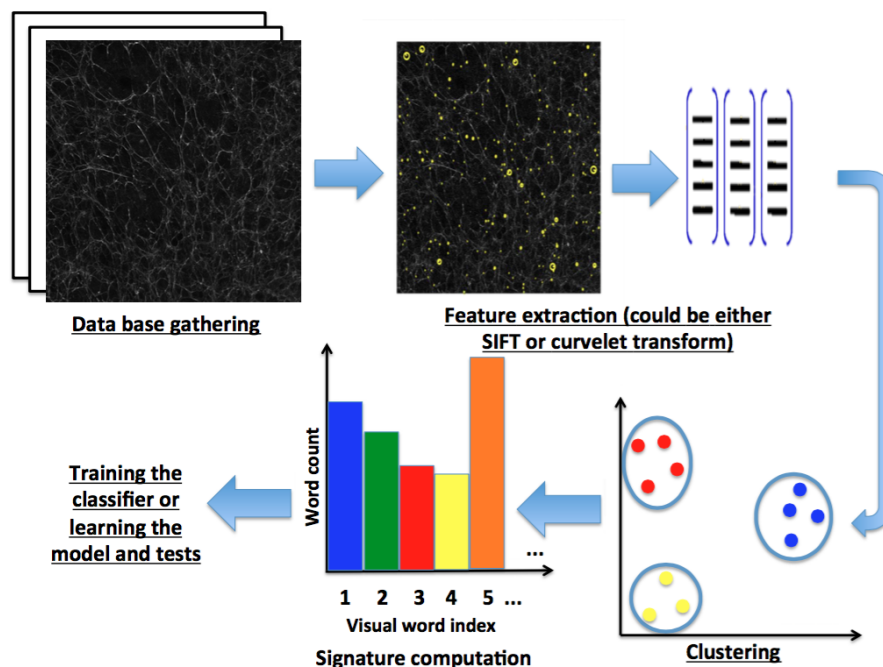 Data base gathering
Feature extraction (could be either
SIFT or curvelet transform)
Word count
Training the
classifier or
learning the
model and tests
...
1 2 3 4 5 ...
Visual word index
Signature computation
Clustering